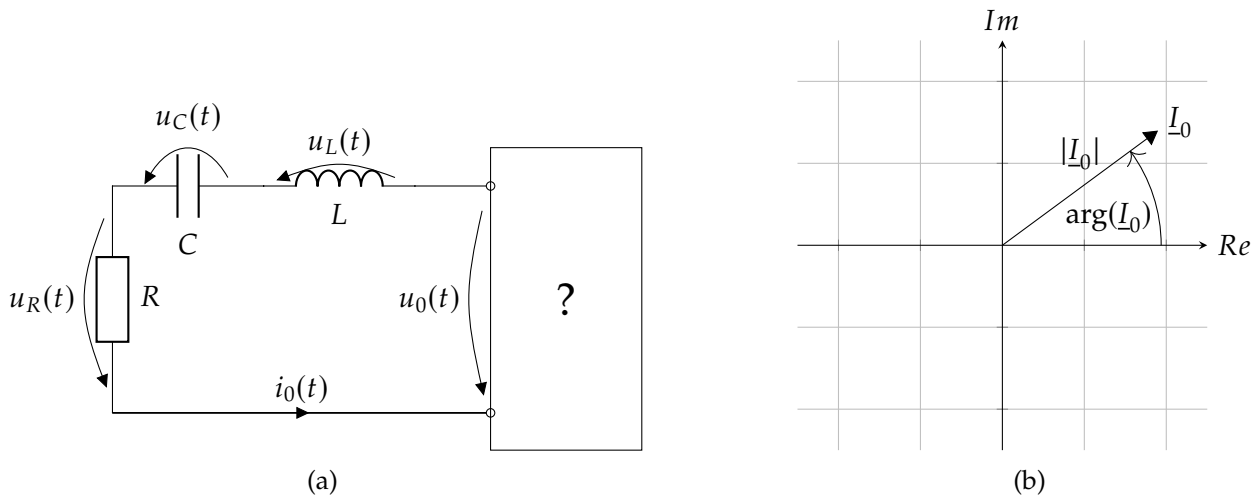 u_C(t)
u_L(t)
L
C
u_R(t)
R
u_0(t)
?
i_0(t)
(a)
Im
I_0
|I_0|
arg(I_0)
Re
(b)